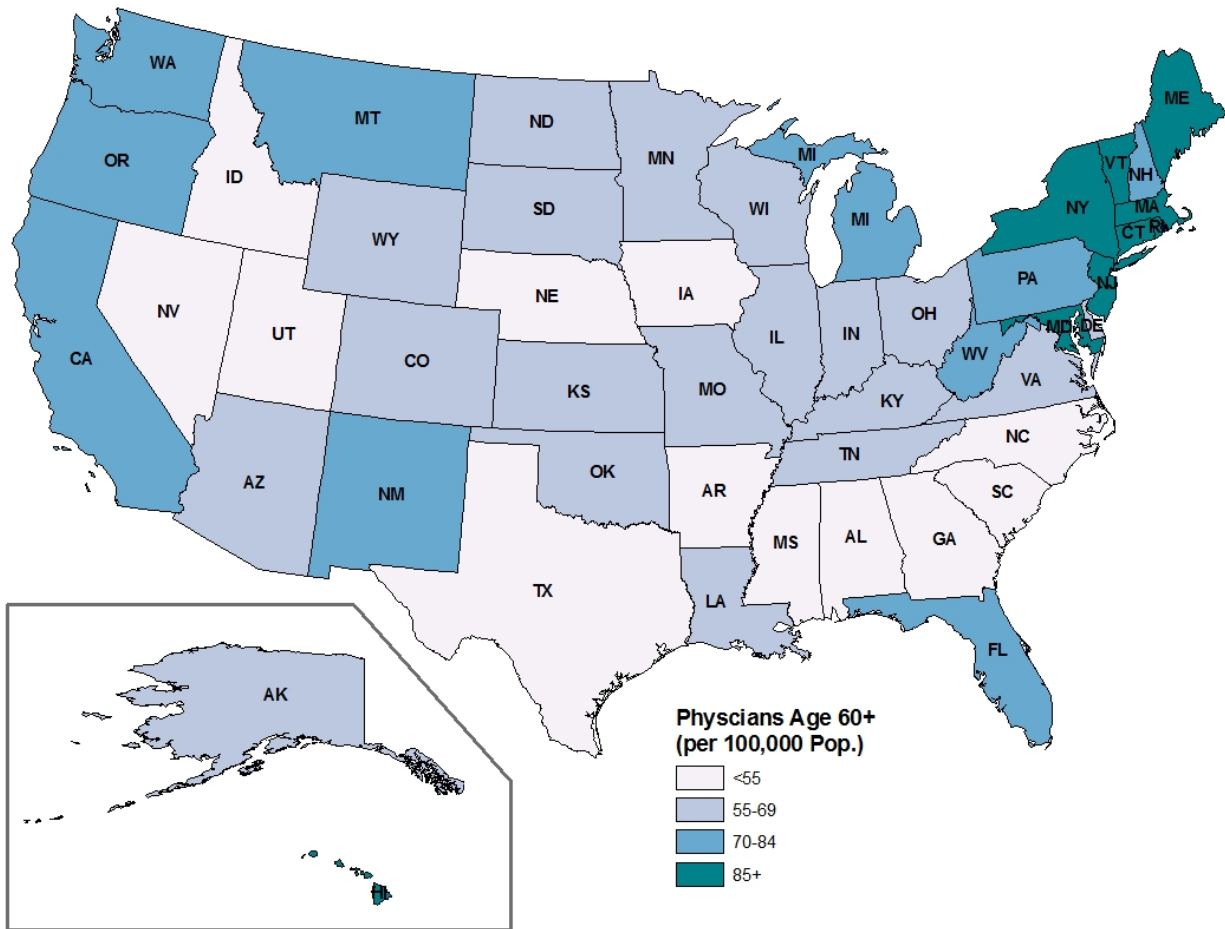 WA
MT
ND
MN
ME
OR
ID
SD
WI
MI
MI
VT
NH
NY
MA
CT
RI
WY
NV
UT
NE
IA
PA
NJ
CA
CO
KS
MO
IL
IN
OH
WV
MD
DE
VA
KY
AZ
NM
OK
AR
TN
NC
SC
MS
AL
GA
TX
LA
FL
AK
HI
Physcians Age 60+
(per 100,000 Pop.)
<55
55-69
70-84
85+